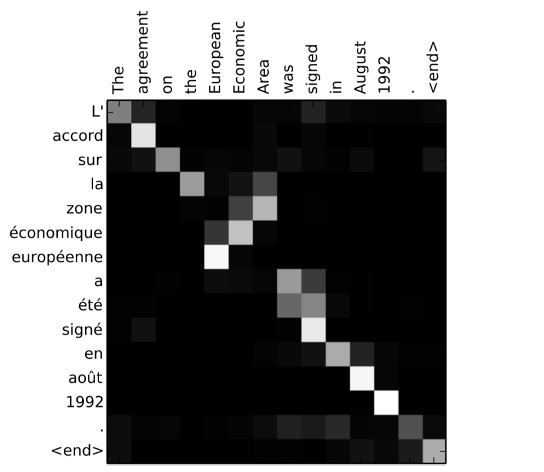 The agreement on the European Economic Area was signed in August 1992 . <end>
L'
accord
sur
la
zone
économique
européenne
a
été
signé
en
août
1992
.
<end>